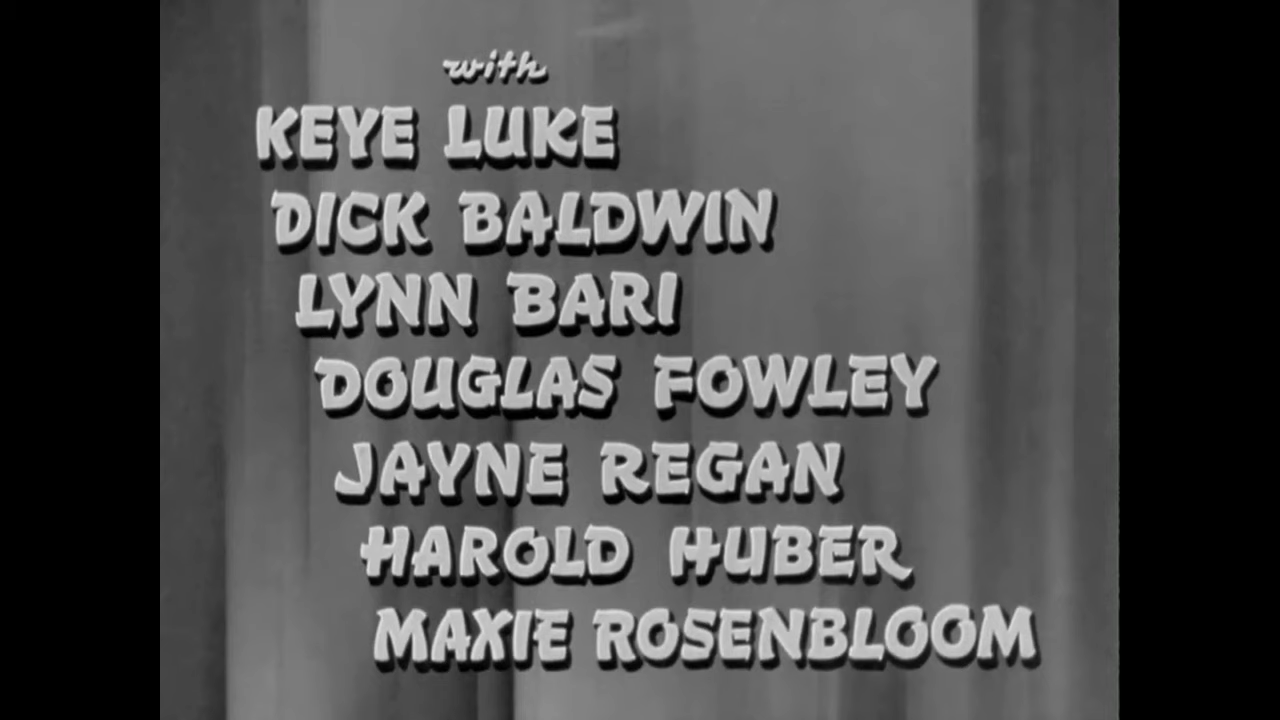 with
KEYE LUKE
DICK BALDWIN
LYNN BARI
DOUGLAS FOWLEY
JAYNE REGAN
HAROLD HUBER
MAXIE ROSENBLOOM